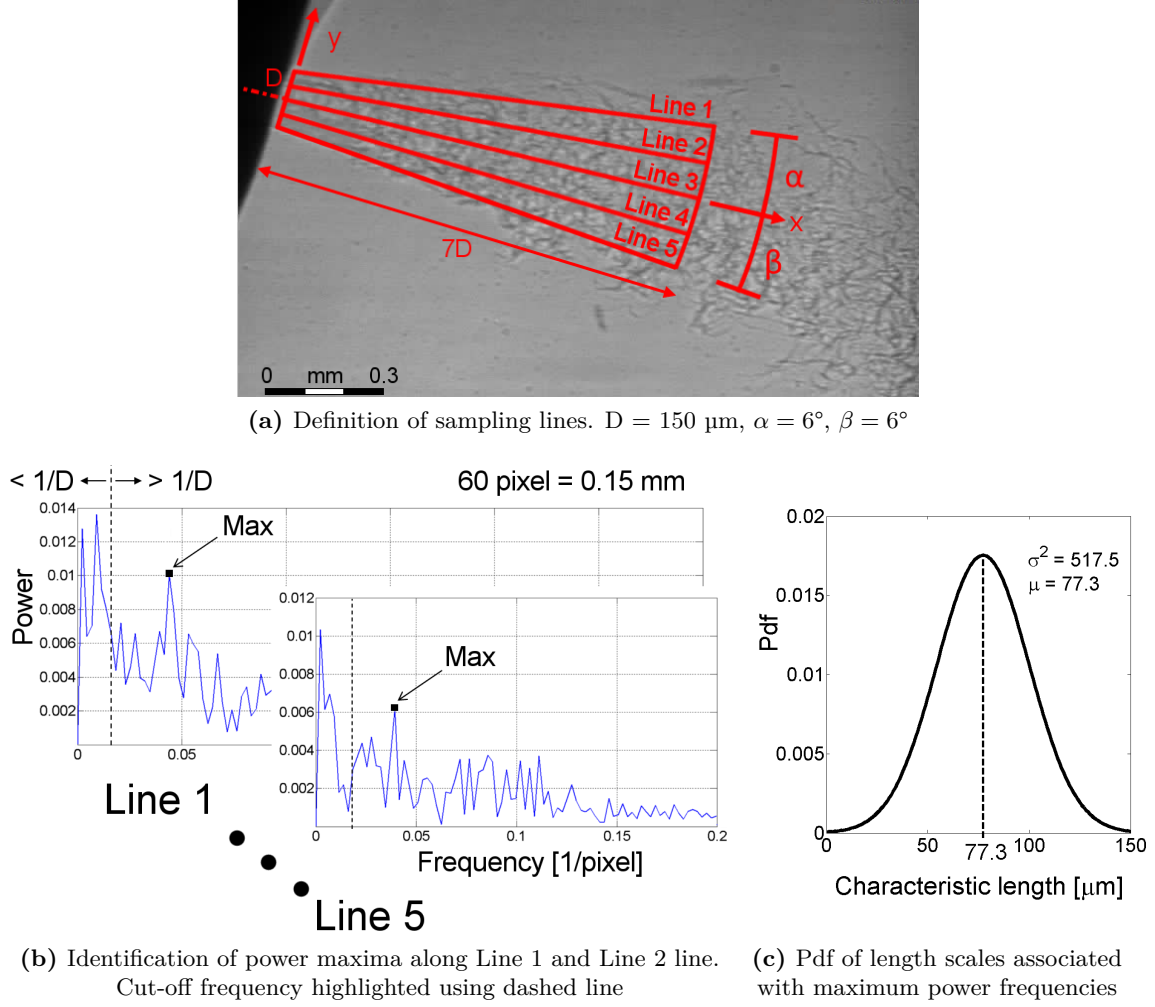 y
D
Line 1
Line 2
Line 3
Line 4
Line 5
α
x
β
7D
0 mm 0.3
(a) Definition of sampling lines. D = 150 µm, α = 6°, β = 6°
< 1/D > 1/D
60 pixel = 0.15 mm
0.014
0.012
0.01
0.008
0.006
0.004
0.002
0
0 0.05
Power
Max
Line 1
0.012
0.01
0.008
0.006
0.004
0.002
0 0.05 0.1 0.15 0.2
Max
Frequency [1/pixel]
Line 5
(b) Identification of power maxima along Line 1 and Line 2 line.
Cut-off frequency highlighted using dashed line
0.02
0.015
0.01
0.005
0
Pdf
σ² = 517.5
μ = 77.3
0 50 77.3 100 150
Characteristic length [μm]
(c) Pdf of length scales associated
with maximum power frequencies